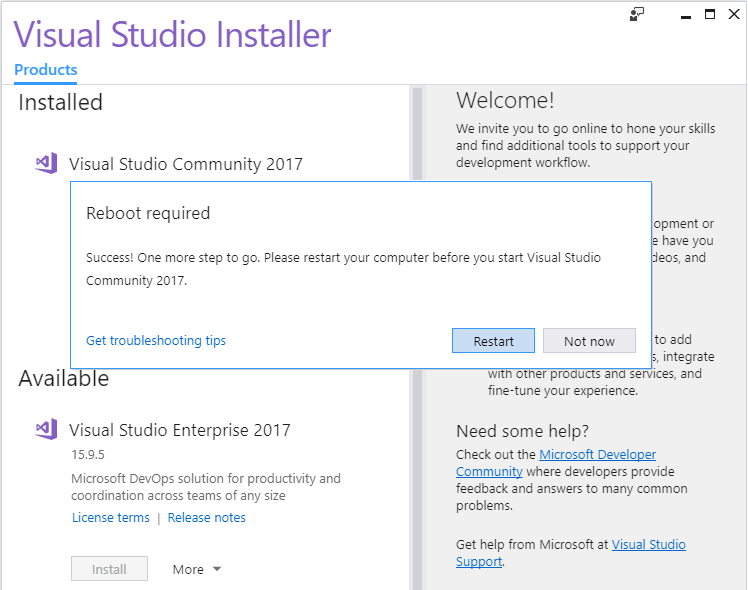 Visual Studio Installer
Products
Installed
Visual Studio Community 2017
Reboot required
Success! One more step to go. Please restart your computer before you start Visual Studio
Community 2017.
Get troubleshooting tips
Restart
Not now
Available
Visual Studio Enterprise 2017
15.9.5
Microsoft DevOps solution for productivity and
coordination across teams of any size
License terms | Release notes
Install
More
Welcome!
We invite you to go online to hone your skills
and find additional tools to support your
development workflow.
opment or
e have you
deos, and
to add
s, integrate
with other products and services, and
fine-tune your experience.
Need some help?
Check out the Microsoft Developer
Community where developers provide
feedback and answers to many common
problems.
Get help from Microsoft at Visual Studio
Support.